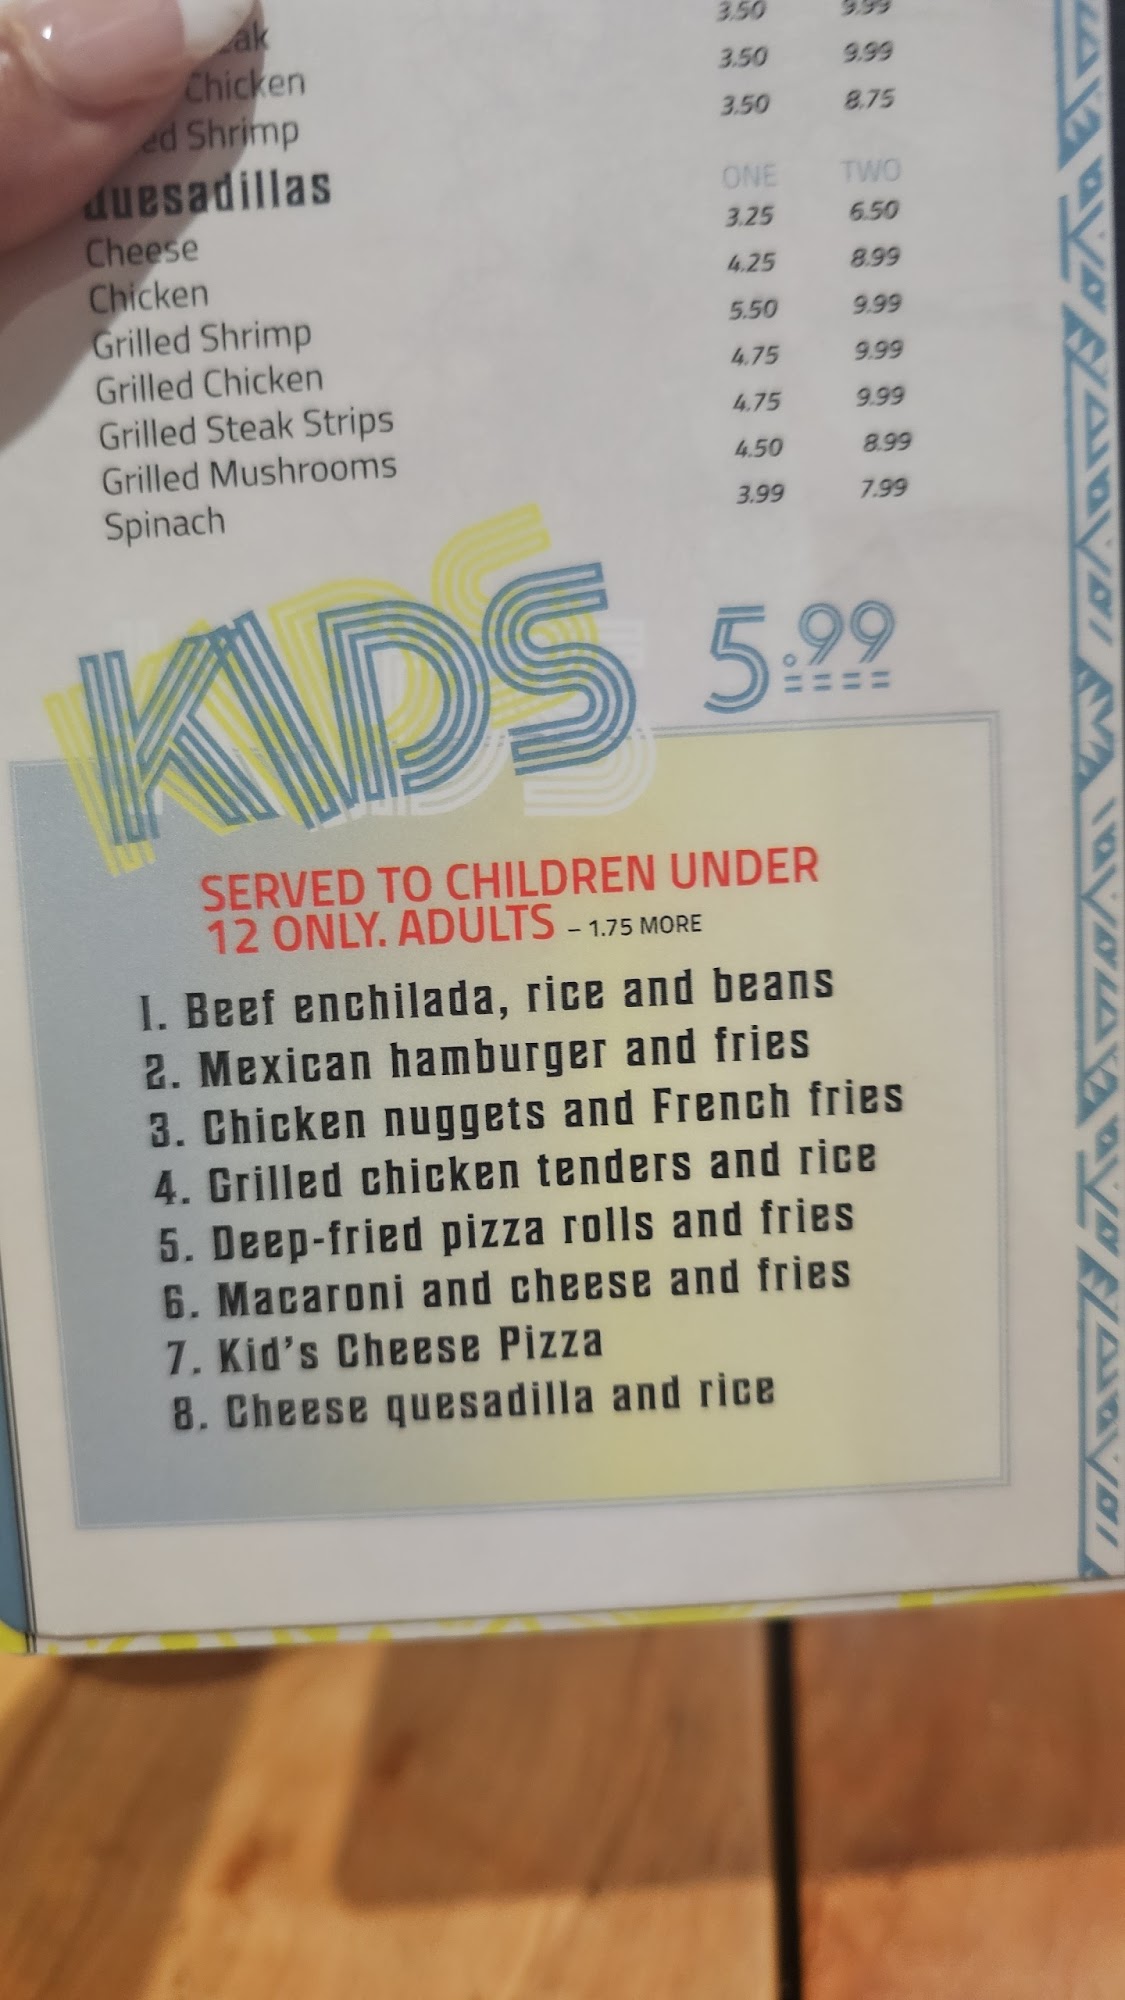 3.50 9.99
3.50 9.99
Chicken 3.50 8.75
Shrimp
Quesadillas ONE TWO
Cheese 3.25 6.50
Chicken 4.25 8.99
Grilled Shrimp 5.50 9.99
Grilled Chicken 4.75 9.99
Grilled Steak Strips 4.75 9.99
Grilled Mushrooms 4.50 8.99
Spinach 3.99 7.99
KIDS 5.99
SERVED TO CHILDREN UNDER
12 ONLY. ADULTS – 1.75 MORE
1. Beef enchilada, rice and beans
2. Mexican hamburger and fries
3. Chicken nuggets and French fries
4. Grilled chicken tenders and rice
5. Deep-fried pizza rolls and fries
6. Macaroni and cheese and fries
7. Kid's Cheese Pizza
8. Cheese quesadilla and rice